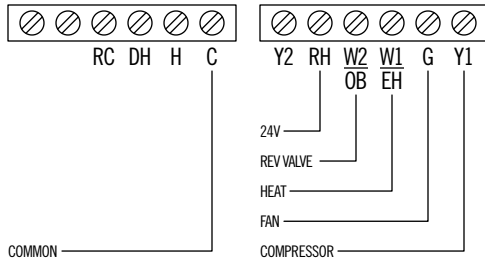 RC DH H C Y2 RH W2 W1 G Y1
OB EH
24V
REV VALVE
HEAT
FAN
COMMON COMPRESSOR